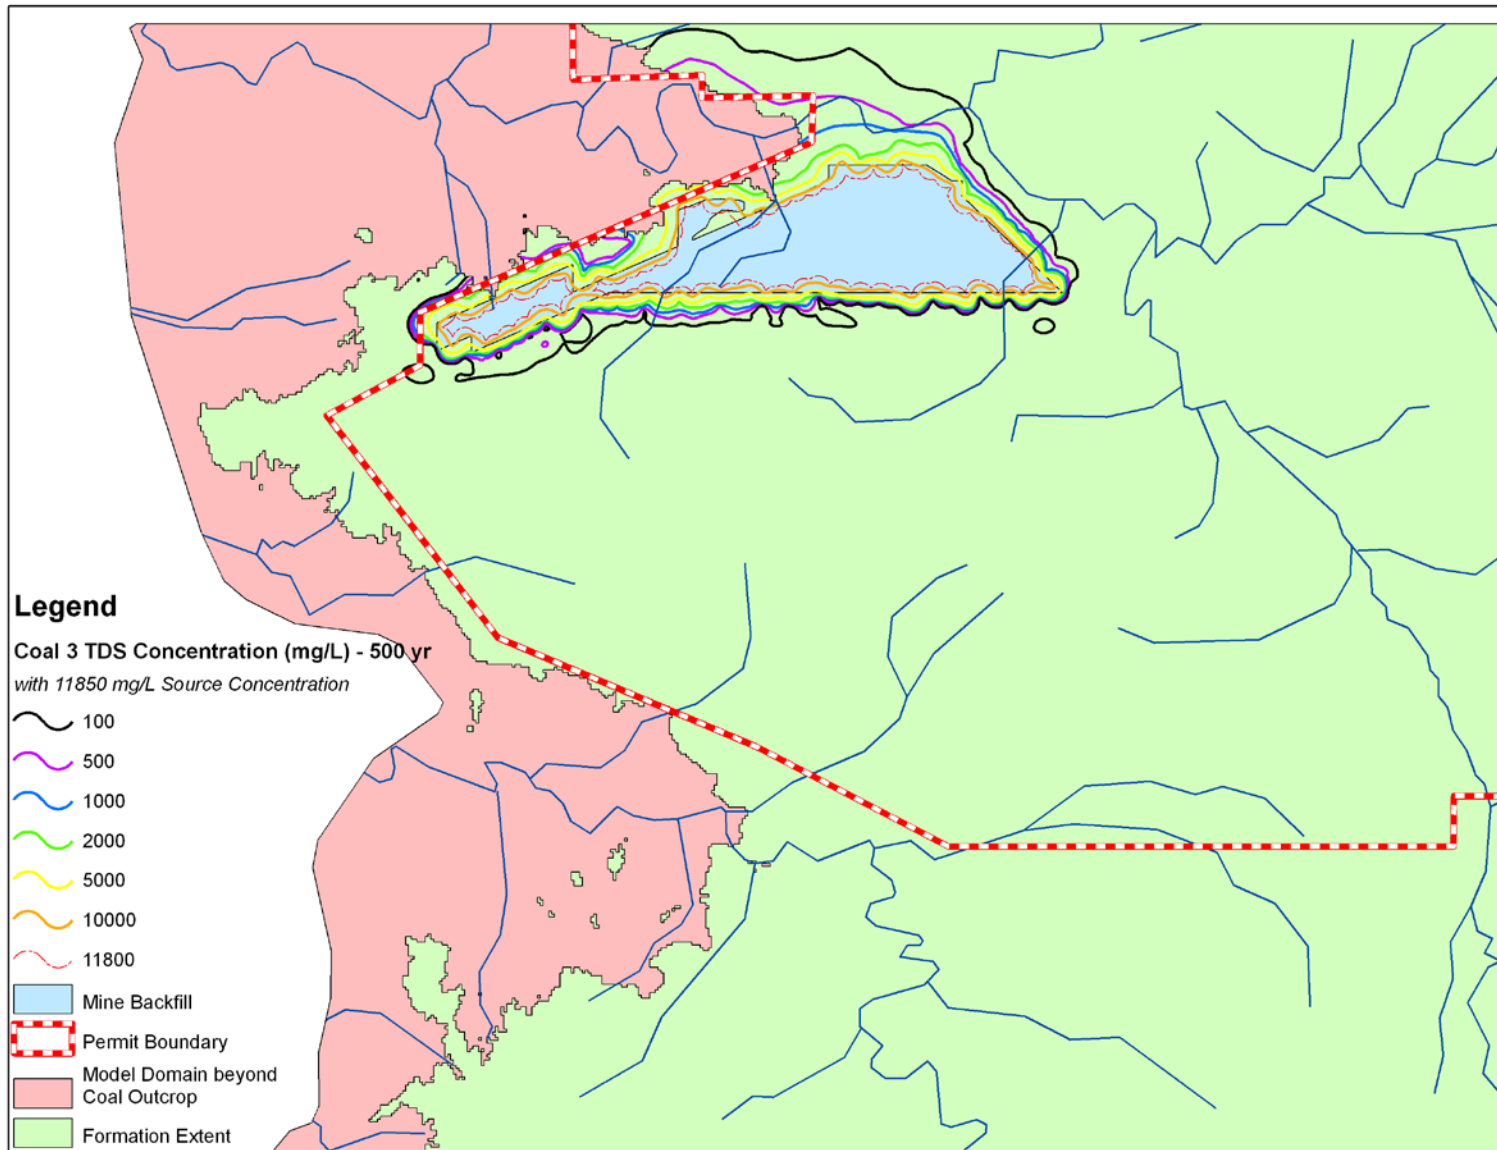 Legend
Coal 3 TDS Concentration (mg/L) - 500 yr
with 11850 mg/L Source Concentration
100
500
1000
2000
5000
10000
11800
Mine Backfill
Permit Boundary
Model Domain beyond
Coal Outcrop
Formation Extent